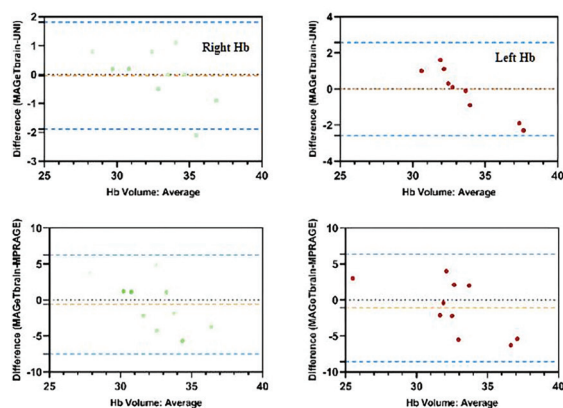 Right Hb
Difference (MAGeTbrain-UNI)
2
1
0
-1
-2
-3
25 30 35 40
Hb Volume: Average
Left Hb
Difference (MAGeTbrain-UNI)
4
2
0
-2
-4
25 30 35 40
Hb Volume: Average
Difference (MAGeTbrain-MPRAGE)
10
5
0
-5
-10
25 30 35 40
Hb Volume: Average
Difference (MAGeTbrain-MPRAGE)
10
5
0
-5
-10
25 30 35 40
Hb Volume: Average